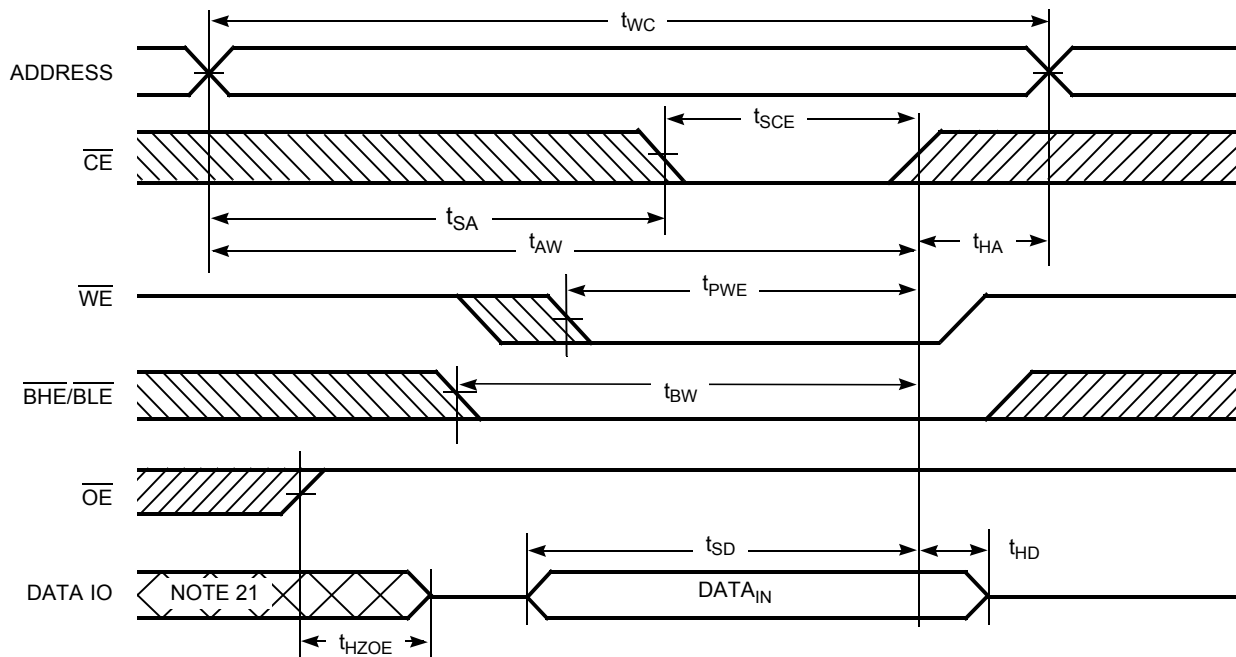 tWC
ADDRESS
tSCE
CE
tSA
tAW
tHA
WE
tPWE
BHE/BLE
tBW
OE
tSD
tHD
DATA IO
NOTE 21
DATAIN
tHZOE